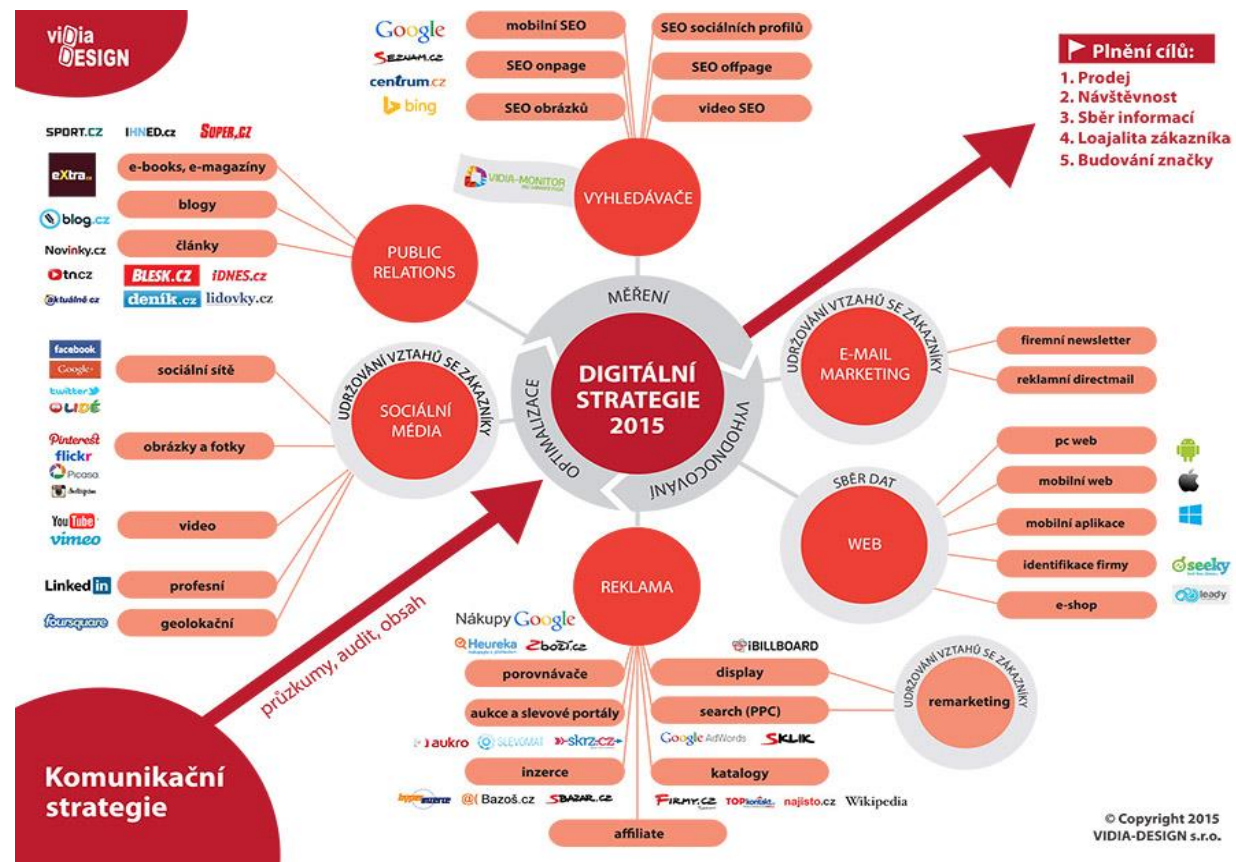 viDia
DESIGN
Google
SEZNAM.CZ
centrum.cz
bing
mobilní SEO
SEO onpage
SEO obrázků
SEO sociálních profilů
SEO offpage
video SEO
Plnění cílů:
1. Prodej
2. Návštěvnost
3. Sběr informací
4. Loajalita zákazníka
5. Budování značky
VIDIA-MONITOR
VYHLEDÁVAČE
SPORT.CZ
IHNED.cz
SUPER.CZ
eXtra
blog.cz
Novinky.cz
tn.cz
BLESK.CZ
iDNES.cz
aktuálně.cz
deník.cz
lidovky.cz
e-books, e-magazíny
blogy
články
PUBLIC
RELATIONS
MĚŘENÍ
VYHODNOCOVÁNÍ
OPTIMALIZACE
DIGITÁLNÍ
STRATEGIE
2015
UDRŽOVÁNÍ VTZAHŮ SE ZÁKAZNÍKY
E-MAIL
MARKETING
firemní newsletter
reklamní directmail
facebook
Google+
twitter
LIDÉ
Pinterest
flickr
Picasa
Instagram
You Tube
vimeo
Linked in
foursquare
sociální sítě
obrázky a fotky
video
profesní
geolokační
UDRŽOVÁNÍ VZTAHŮ SE ZÁKAZNÍKY
SOCIÁLNÍ
MÉDIA
SBĚR DAT
WEB
pc web
mobilní web
mobilní aplikace
identifikace firmy
e-shop
seeky
leady
REKLAMA
Nákupy Google
Heureka
Zboží.cz
iBILLBOARD
porovnávače
aukce a slevové portály
aukro
SLEVOMAT
skrz.cz
inzerce
hyperinzerce
Bazoš.cz
SBAZAR.CZ
display
search (PPC)
Google AdWords
SKLIK
katalogy
FIRMY.CZ
TOPkontakt
najisto.cz
Wikipedia
affiliate
UDRŽOVÁNÍ VZTAHŮ SE ZÁKAZNÍKY
remarketing
průzkumy, audit, obsah
Komunikační
strategie
© Copyright 2015
VIDIA-DESIGN s.r.o.